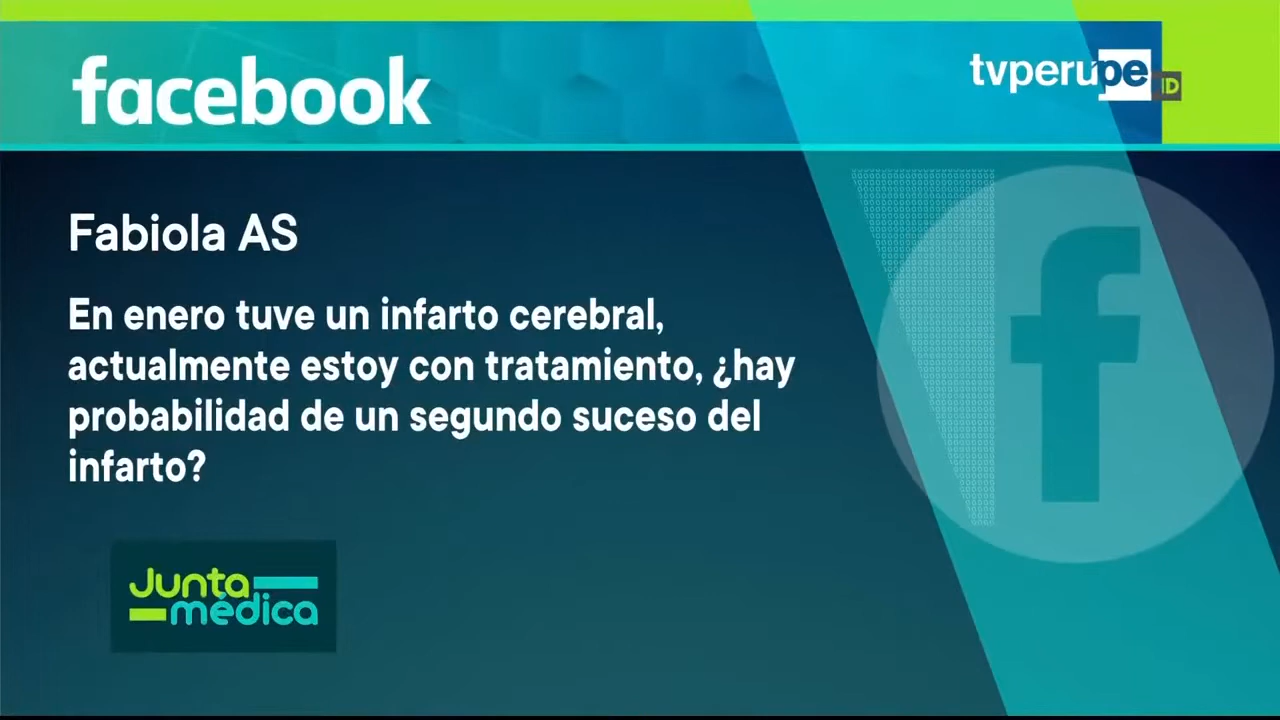 facebook
tvperúpe
HD
Fabiola AS
En enero tuve un infarto cerebral,
actualmente estoy con tratamiento, ¿hay
probabilidad de un segundo suceso del
infarto?
Junta
médica